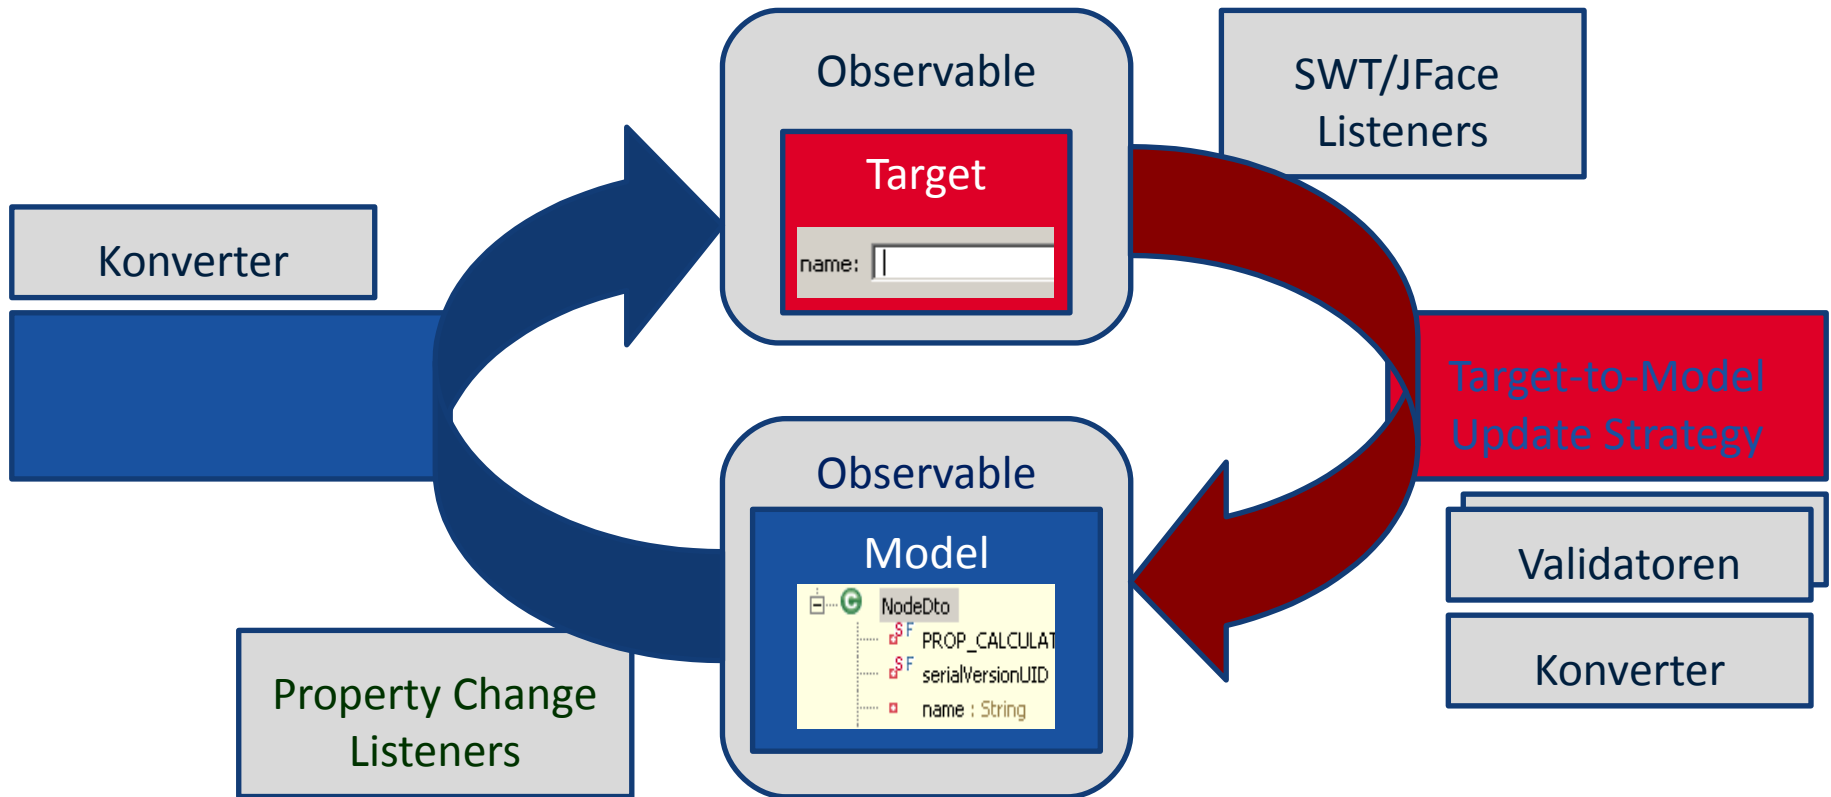 Observable
Target
name:
SWT/JFace
Listeners
Konverter
Target-to-Model
Update Strategy
Observable
Model
NodeDto
S F PROP_CALCULAT
S F serialVersionUID
name : String
Validatoren
Konverter
Property Change
Listeners